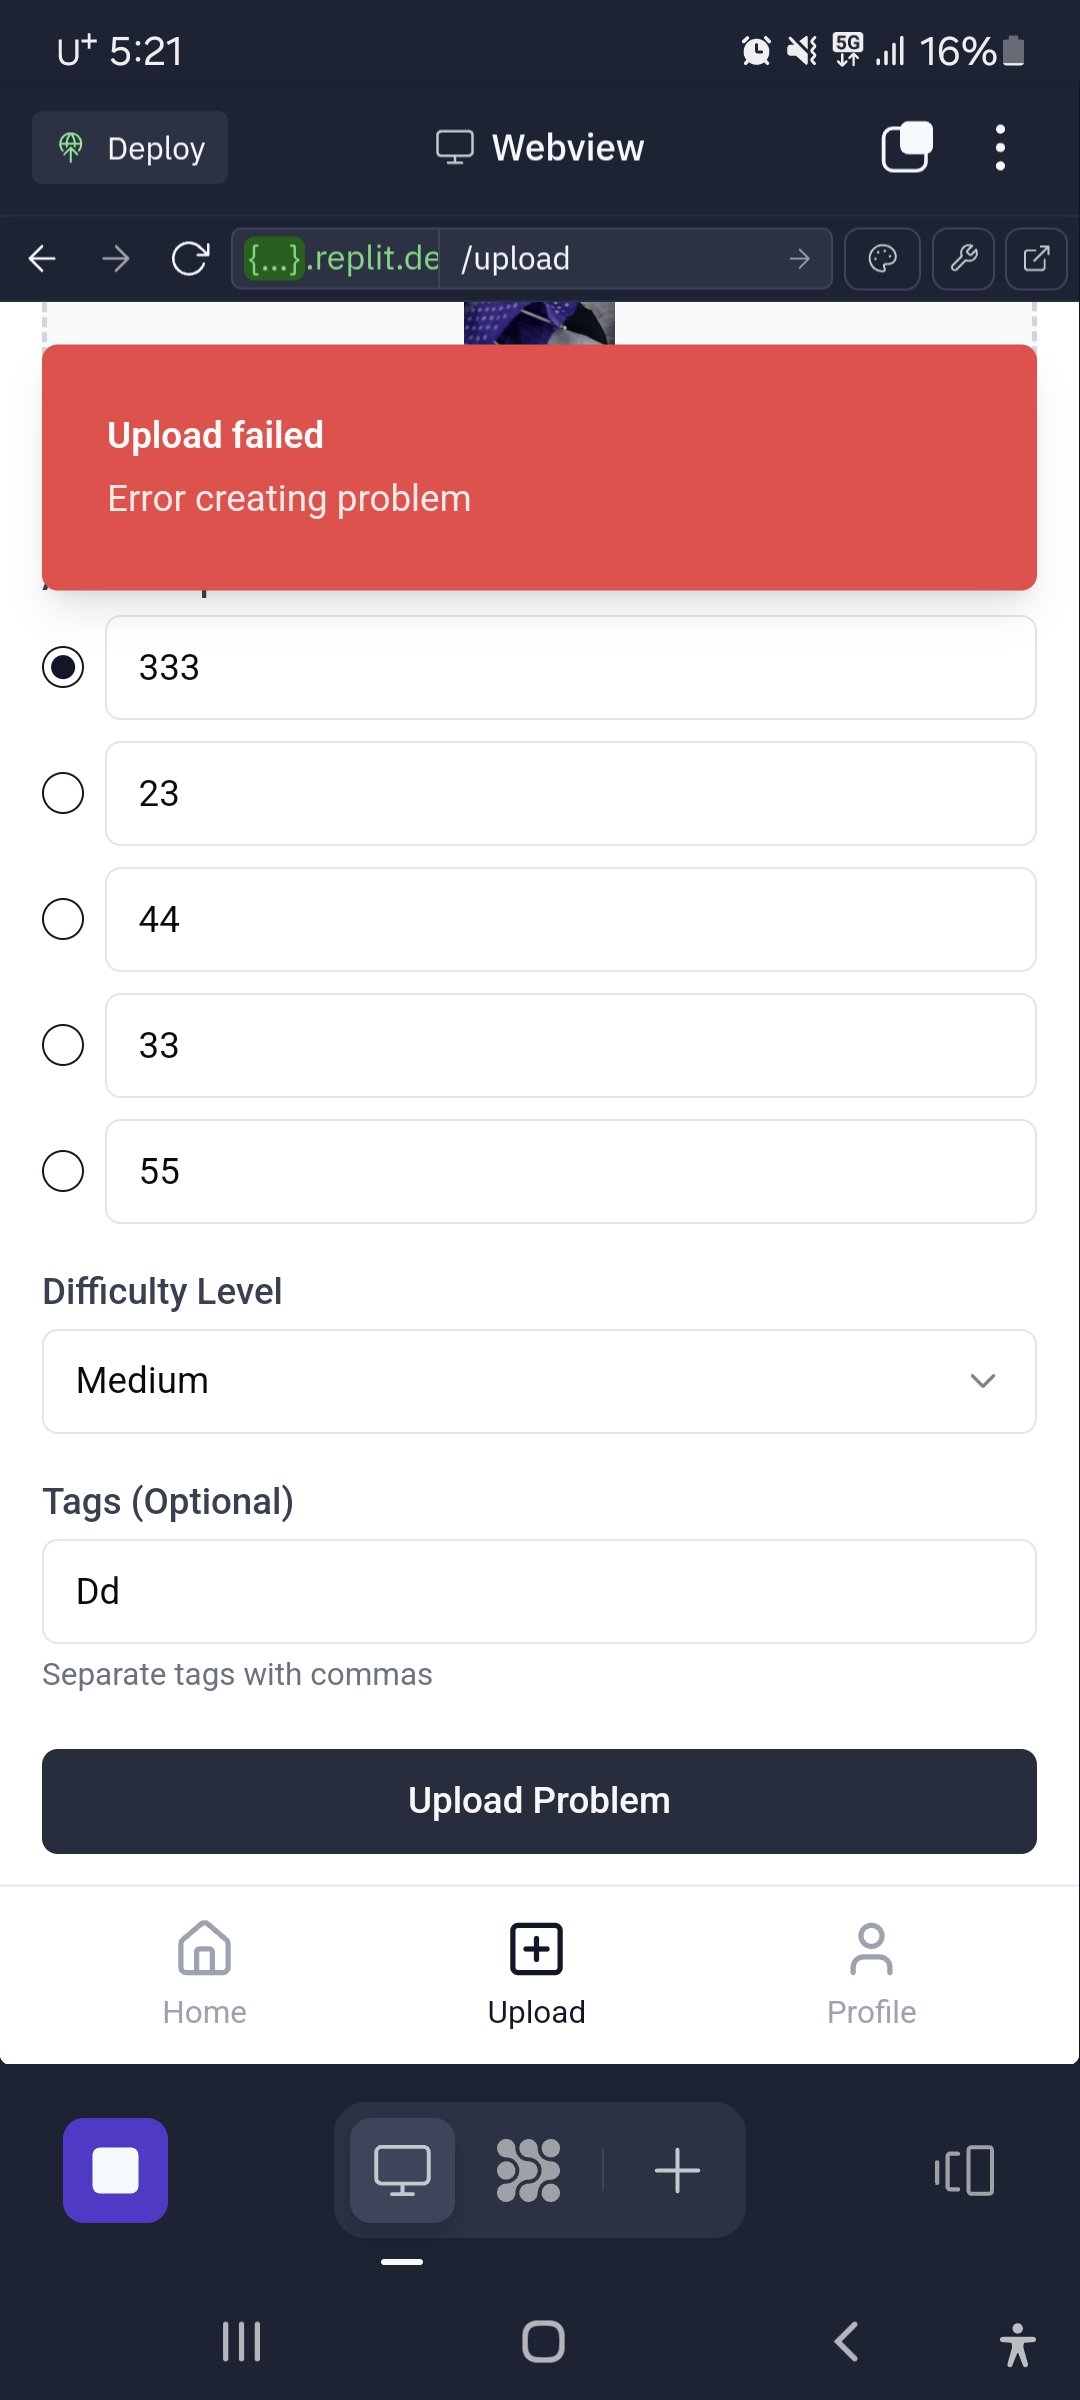 U+ 5:21
5G 16%
Deploy
Webview
{...}.replit.de
/upload
Upload failed
Error creating problem
333
23
44
33
55
Difficulty Level
Medium
Tags (Optional)
Dd
Separate tags with commas
Upload Problem
Home
Upload
Profile